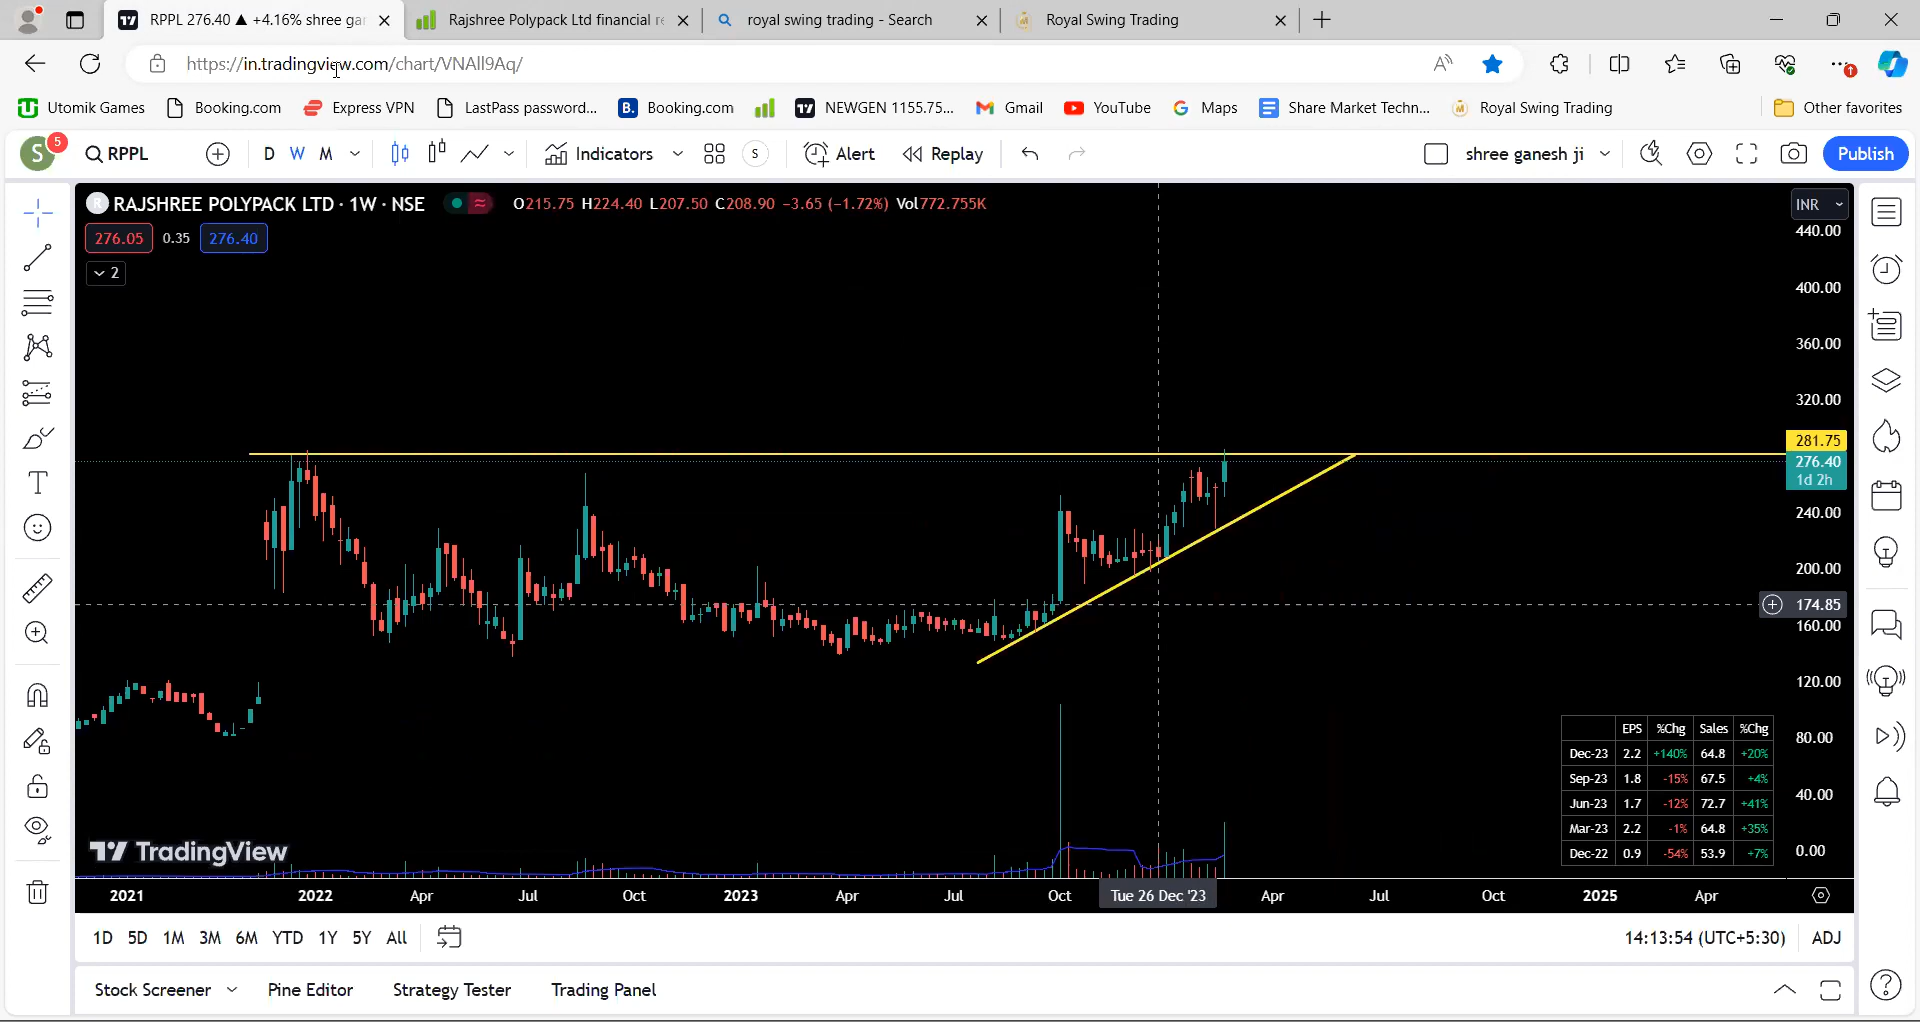 RPPL 276.40 ▲ +4.16% shree gar
Rajshree Polypack Ltd financial re
royal swing trading - Search
Royal Swing Trading
https://in.tradingview.com/chart/VNAll9Aq/
Utomik Games
Booking.com
Express VPN
LastPass password...
Booking.com
NEWGEN 1155.75...
Gmail
YouTube
Maps
Share Market Techn...
Royal Swing Trading
Other favorites
S 5
RPPL
D W M
Indicators
S
Alert
Replay
shree ganesh ji
Publish
R RAJSHREE POLYPACK LTD · 1W · NSE
O215.75 H224.40 L207.50 C208.90 -3.65 (-1.72%) Vol772.755K
INR
276.05 0.35 276.40
2
440.00
400.00
360.00
320.00
281.75
276.40
1d 2h
240.00
200.00
174.85
160.00
120.00
80.00
40.00
0.00
EPS %Chg Sales %Chg
Dec-23 2.2 +140% 64.8 +20%
Sep-23 1.8 -15% 67.5 +4%
Jun-23 1.7 -12% 72.7 +41%
Mar-23 2.2 -1% 64.8 +35%
Dec-22 0.9 -54% 53.9 +7%
TradingView
2021 2022 Apr Jul Oct 2023 Apr Jul Oct Tue 26 Dec '23 Apr Jul Oct 2025 Apr
1D 5D 1M 3M 6M YTD 1Y 5Y All
14:13:54 (UTC+5:30) ADJ
Stock Screener Pine Editor Strategy Tester Trading Panel